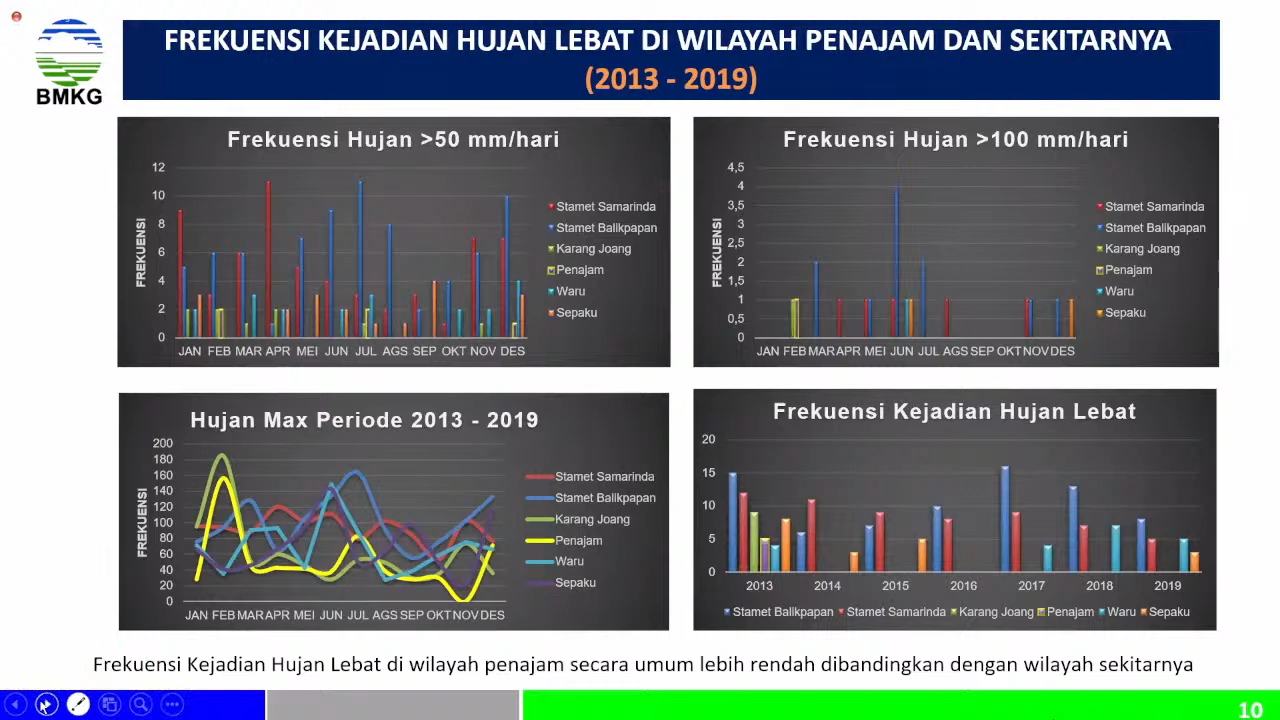 FREKUENSI KEJADIAN HUJAN LEBAT DI WILAYAH PENAJAM DAN SEKITARNYA
(2013 - 2019)
BMKG
Frekuensi Hujan >50 mm/hari
FREKUENSI
12
10
8
6
4
2
0
JAN FEB MAR APR MEI JUN JUL AGS SEP OKT NOV DES
Stamet Samarinda
Stamet Balikpapan
Karang Joang
Penajam
Waru
Sepaku
Frekuensi Hujan >100 mm/hari
FREKUENSI
4,5
4
3,5
3
2,5
2
1,5
1
0,5
0
JAN FEB MAR APR MEI JUN JUL AGS SEP OKT NOV DES
Stamet Samarinda
Stamet Balikpapan
Karang Joang
Penajam
Waru
Sepaku
Hujan Max Periode 2013 - 2019
FREKUENSI
200
180
160
140
120
100
80
60
40
20
0
JAN FEB MAR APR MEI JUN JUL AGS SEP OKT NOV DES
Stamet Samarinda
Stamet Balikpapan
Karang Joang
Penajam
Waru
Sepaku
Frekuensi Kejadian Hujan Lebat
20
15
10
5
0
2013 2014 2015 2016 2017 2018 2019
Stamet Balikpapan Stamet Samarinda Karang Joang Penajam Waru Sepaku
Frekuensi Kejadian Hujan Lebat di wilayah penajam secara umum lebih rendah dibandingkan dengan wilayah sekitarnya
10